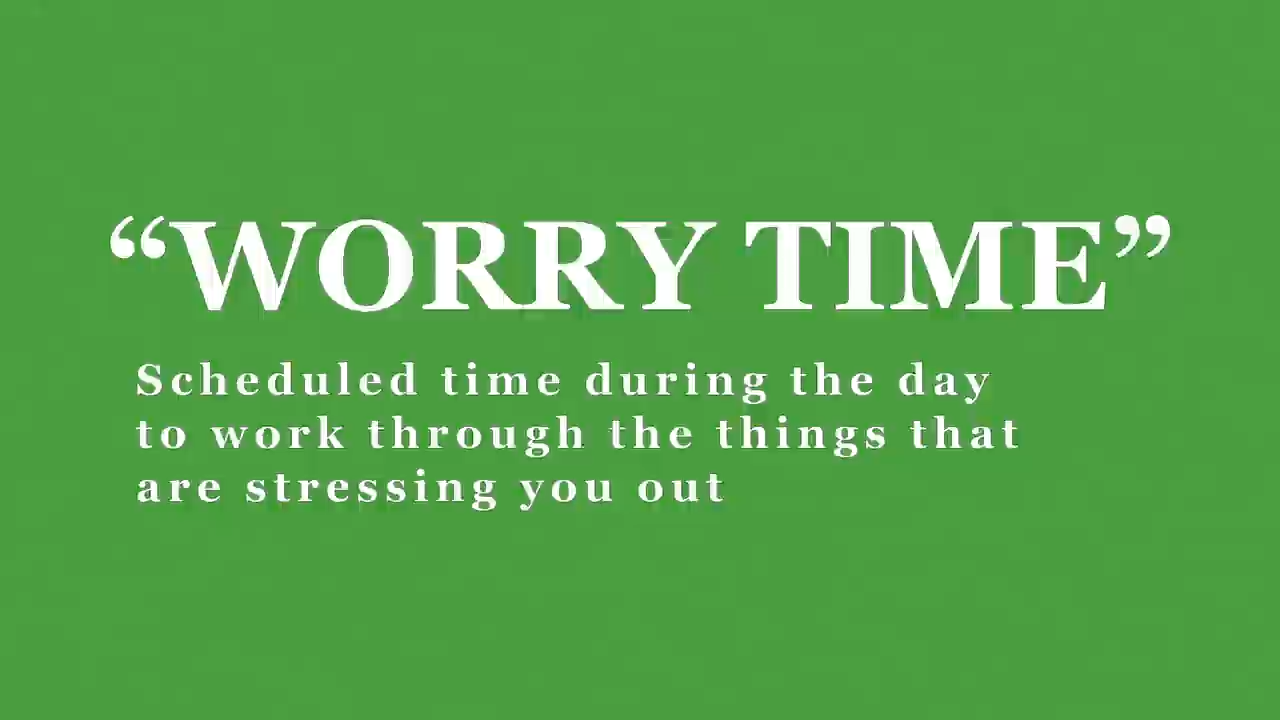 “WORRY TIME”
Scheduled time during the day
to work through the things that
are stressing you out